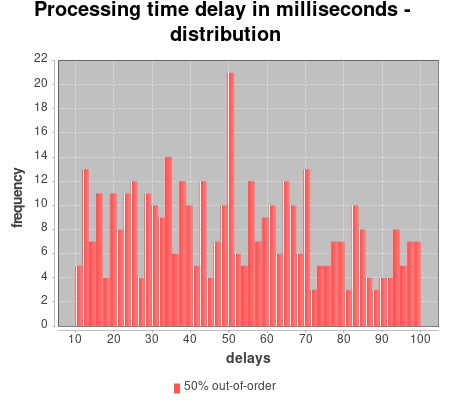 Processing time delay in milliseconds -
distribution
22
20
18
16
14
12
10
8
6
4
2
0
frequency
10 20 30 40 50 60 70 80 90 100
delays
50% out-of-order